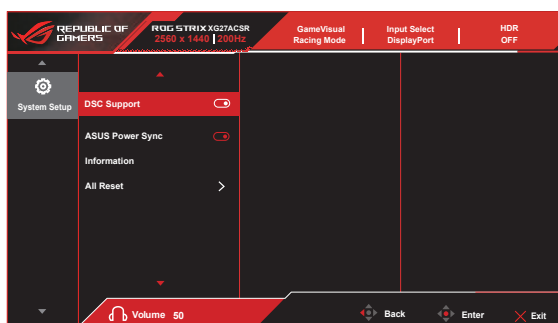 REPUBLIC OF
GAMERS
ROG STRIX XG27ACSR
2560 x 1440 200Hz
GameVisual
Racing Mode
Input Select
DisplayPort
HDR
OFF
System Setup
DSC Support
ASUS Power Sync
Information
All Reset
Volume 50
Back
Enter
Exit